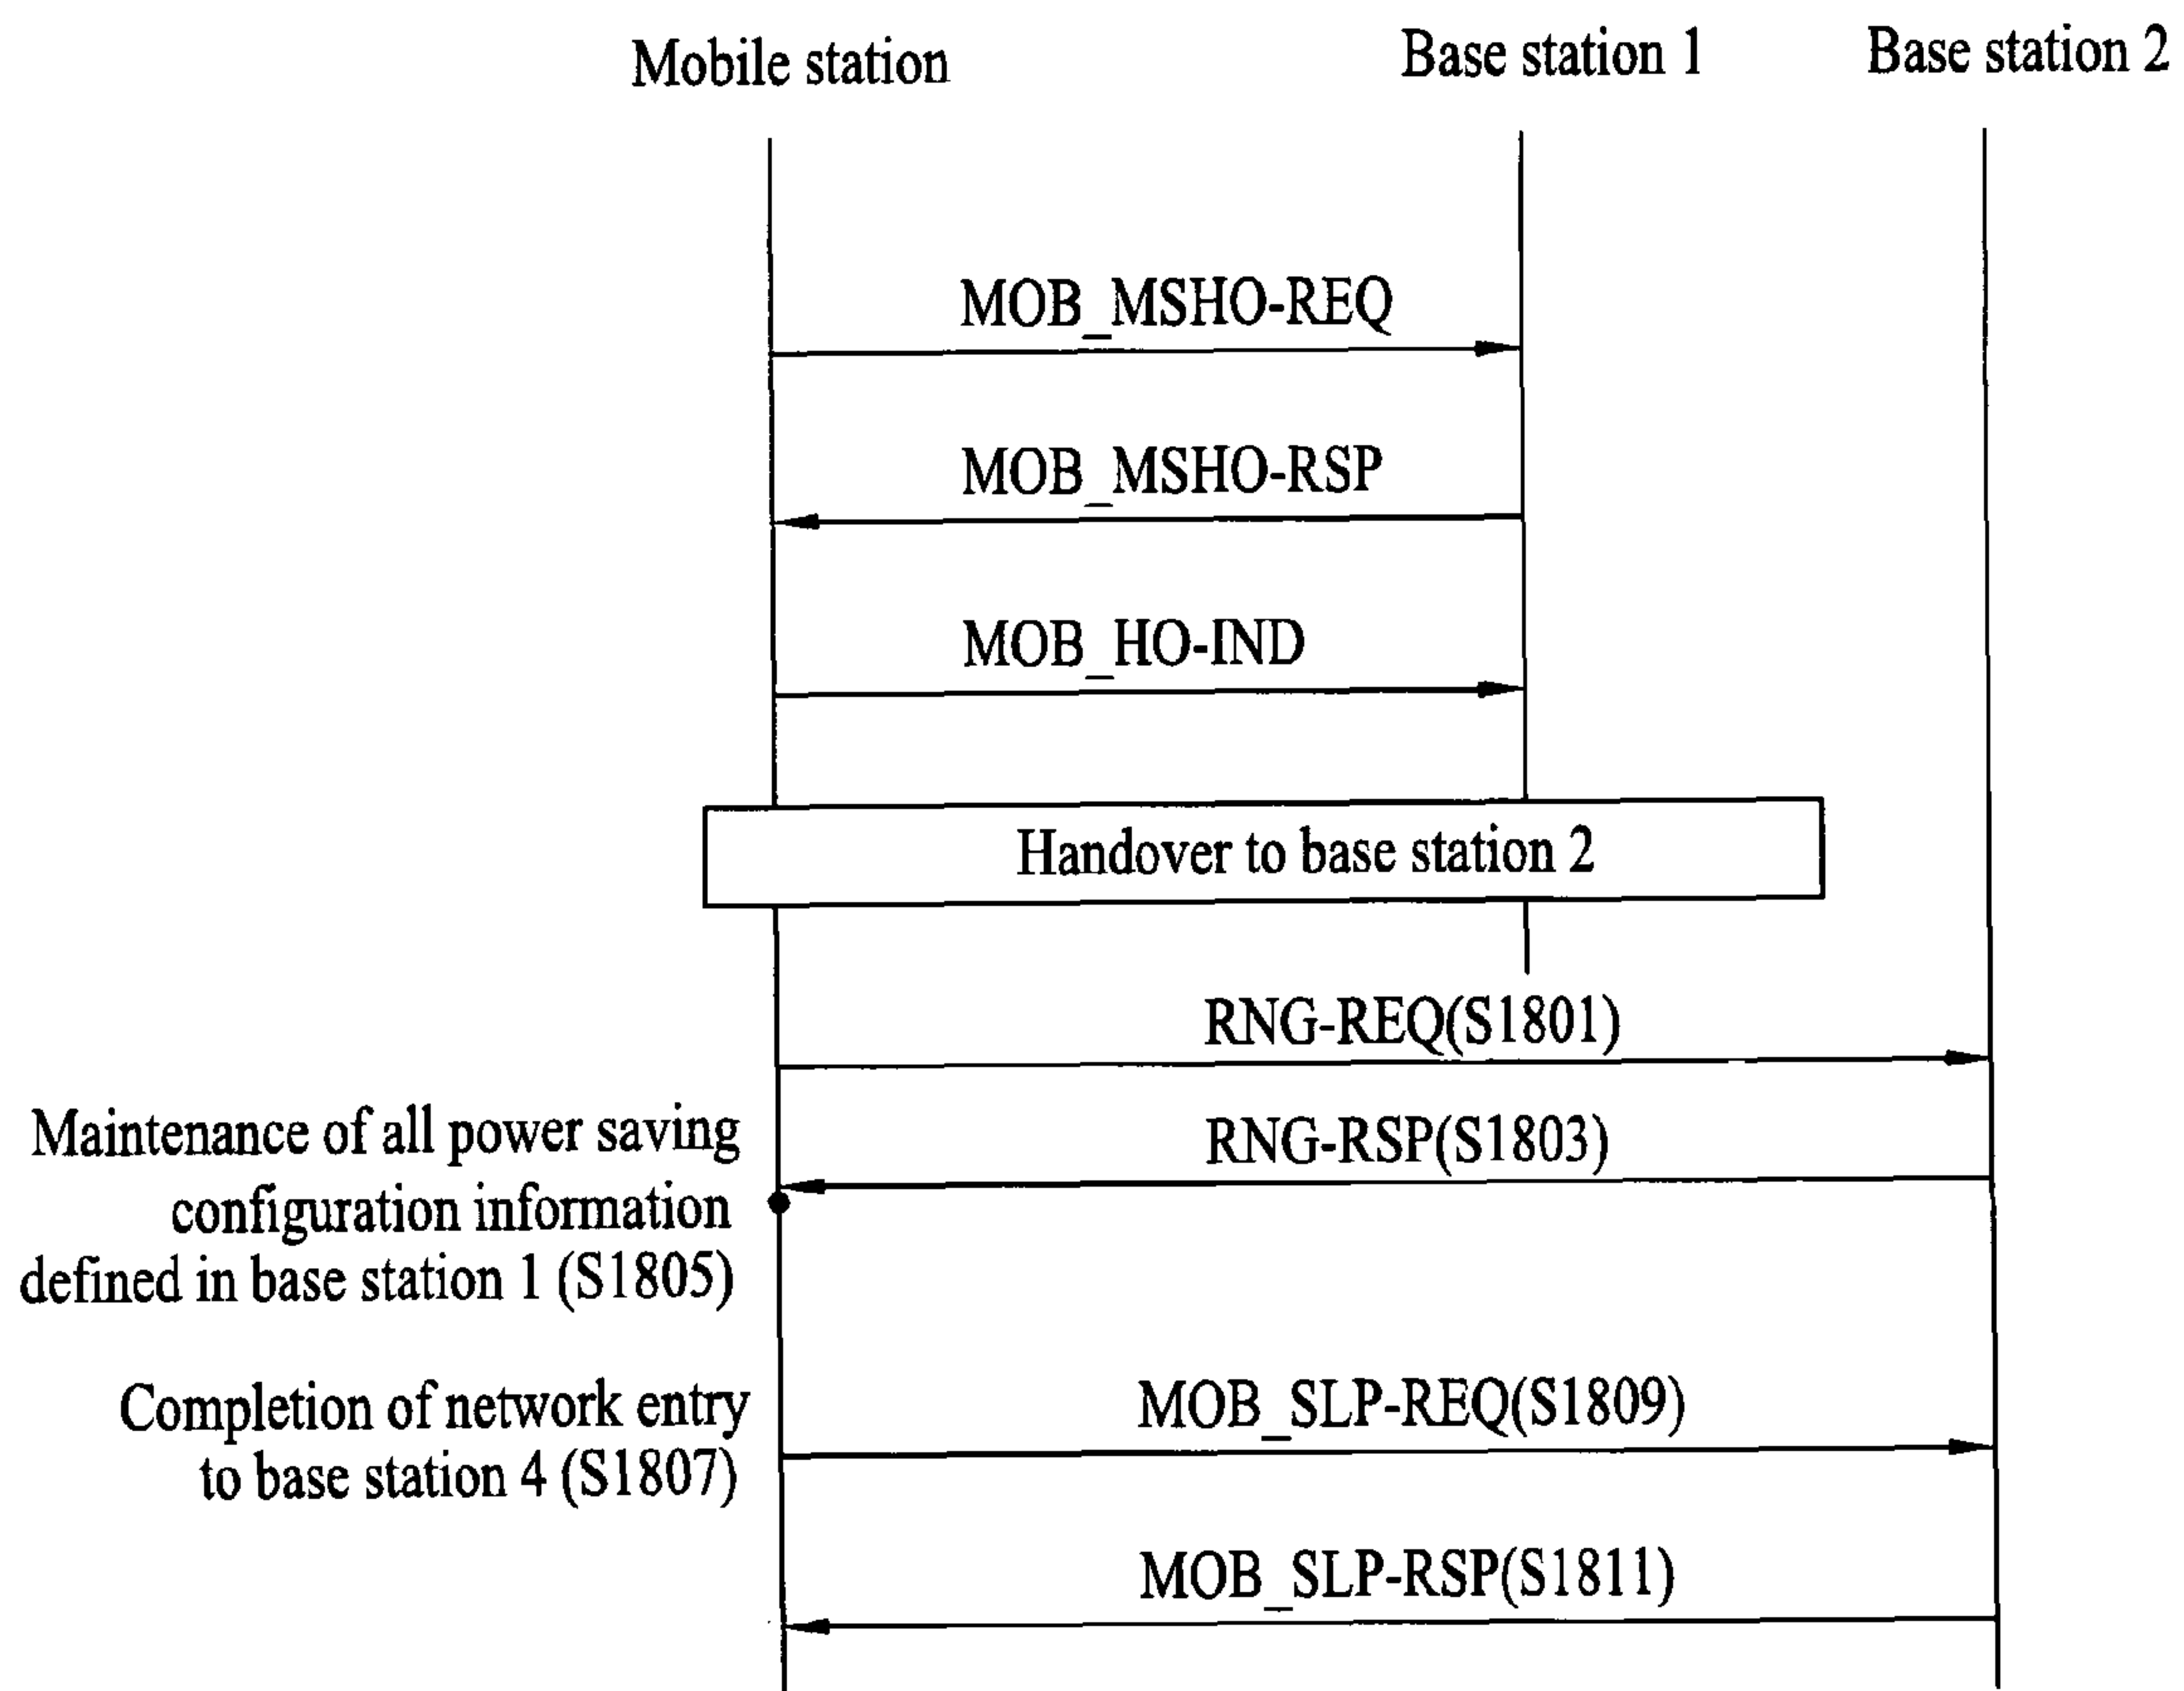 Mobile station
Base station 1
Base station 2
MOB_MSHO-REQ
MOB_MSHO-RSP
MOB_HO-IND
Handover to base station 2
RNG-REQ(S1801)
Maintenance of all power saving
configuration information
defined in base station 1 (S1805)
RNG-RSP(S1803)
Completion of network entry
to base station 4 (S1807)
MOB_SLP-REQ(S1809)
MOB_SLP-RSP(S1811)